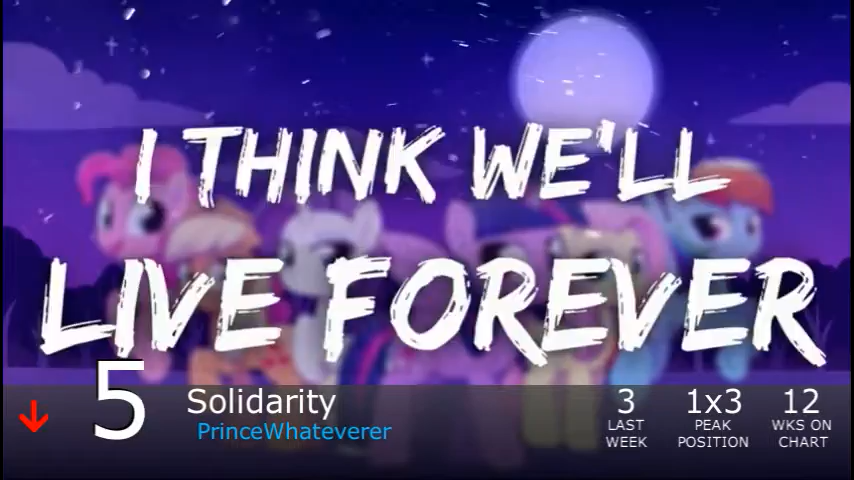 I THINK WE'LL
LIVE FOREVER
5
Solidarity
PrinceWhateverer
3
LAST
WEEK
1x3
PEAK
POSITION
12
WKS ON
CHART